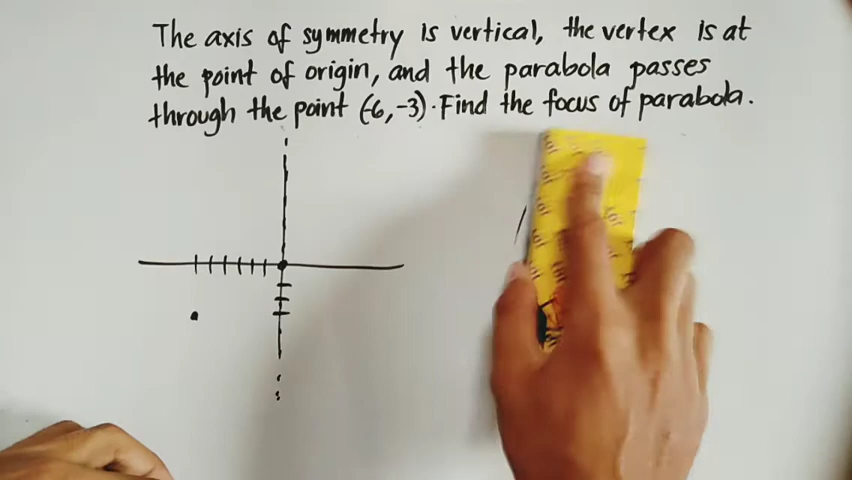 The axis of symmetry is vertical, the vertex is at
the point of origin, and the parabola passes
through the point (-6,-3). Find the focus of parabola.